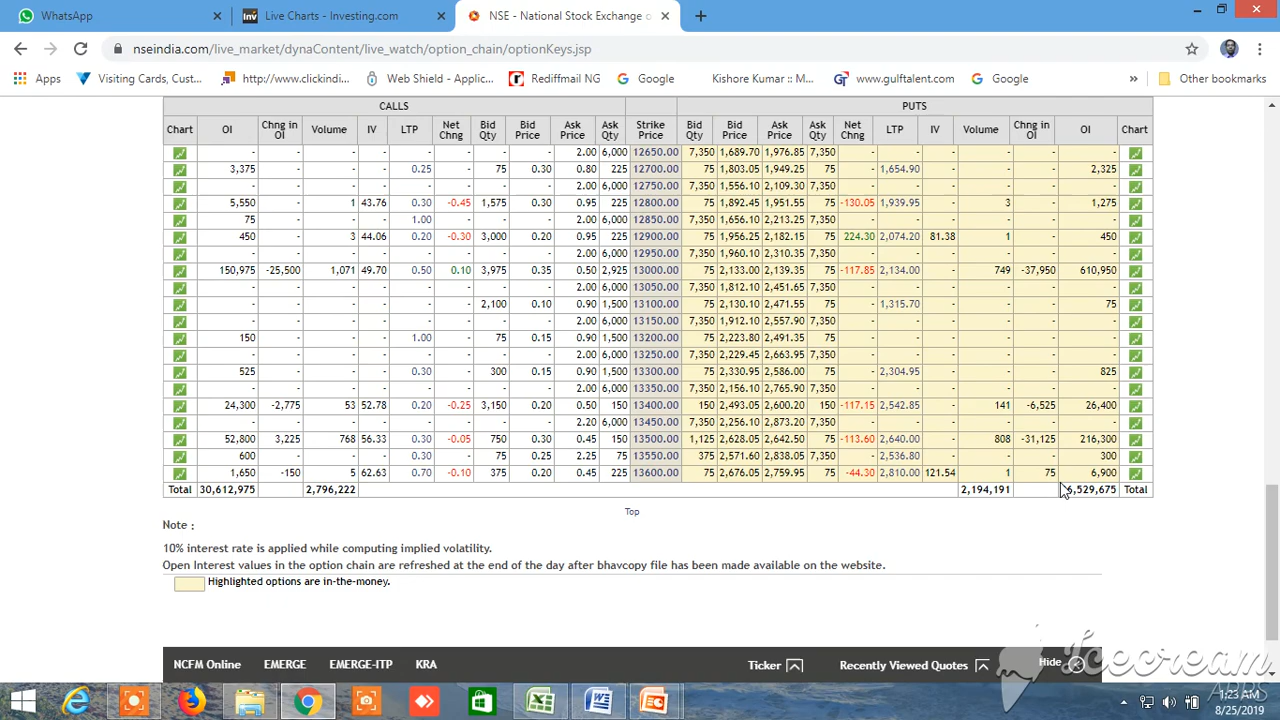 WhatsApp
Live Charts - Investing.com
NSE - National Stock Exchange o
nseindia.com/live_market/dynaContent/live_watch/option_chain/optionKeys.jsp
Apps Visiting Cards, Cust... http://www.clickindi... Web Shield - Applic... Rediffmail NG Google Kishore Kumar :: M... www.gulftalent.com Google » Other bookmarks
CALLS PUTS
Chart OI Chng in OI Volume IV LTP Net Chng Bid Qty Bid Price Ask Price Ask Qty Strike Price Bid Qty Bid Price Ask Price Ask Qty Net Chng LTP IV Volume Chng in OI OI Chart
- - - - - - - - 2.00 6,000 12650.00 7,350 1,689.70 1,976.85 7,350 - - - - - -
3,375 - - - 0.25 - 75 0.30 0.80 225 12700.00 75 1,803.05 1,949.25 75 - 1,654.90 - - - 2,325
- - - - - - - - 2.00 6,000 12750.00 7,350 1,556.10 2,109.30 7,350 - - - - - -
5,550 - 1 43.76 0.30 -0.45 1,575 0.30 0.95 225 12800.00 75 1,892.45 1,951.55 75 -130.05 1,939.95 - 3 - 1,275
75 - - - 1.00 - - - 2.00 6,000 12850.00 7,350 1,656.10 2,213.25 7,350 - - - - - -
450 - 3 44.06 0.20 -0.30 3,000 0.20 0.95 225 12900.00 75 1,956.25 2,182.15 75 224.30 2,074.20 81.38 1 - 450
- - - - - - - - 2.00 6,000 12950.00 7,350 1,960.10 2,310.35 7,350 - - - - - -
150,975 -25,500 1,071 49.70 0.50 0.10 3,975 0.35 0.50 2,925 13000.00 75 2,133.00 2,139.35 75 -117.85 2,134.00 - 749 -37,950 610,950
- - - - - - - - 2.00 6,000 13050.00 7,350 1,812.10 2,451.65 7,350 - - - - - -
- - - - - - 2,100 0.10 0.90 1,500 13100.00 75 2,130.10 2,471.55 75 - 1,315.70 - - - 75
- - - - - - - - 2.00 6,000 13150.00 7,350 1,912.10 2,557.90 7,350 - - - - - -
150 - - - 1.00 - 75 0.15 0.90 1,500 13200.00 75 2,223.80 2,491.35 75 - - - - - -
- - - - - - - - 2.00 6,000 13250.00 7,350 2,229.45 2,663.95 7,350 - - - - - -
525 - - - 0.30 - 300 0.15 0.90 1,500 13300.00 75 2,330.95 2,586.00 75 - 2,304.95 - - - 825
- - - - - - - - 2.00 6,000 13350.00 7,350 2,156.10 2,765.90 7,350 - - - - - -
24,300 -2,775 53 52.78 0.20 -0.25 3,150 0.20 0.50 150 13400.00 150 2,493.05 2,600.20 150 -117.15 2,542.85 - 141 -6,525 26,400
- - - - - - - - 2.20 6,000 13450.00 7,350 2,256.10 2,873.20 7,350 - - - - - -
52,800 3,225 768 56.33 0.30 -0.05 750 0.30 0.45 150 13500.00 1,125 2,628.05 2,642.50 75 -113.60 2,640.00 - 808 -31,125 216,300
600 - - - 0.30 - 75 0.25 2.25 75 13550.00 375 2,571.60 2,838.05 7,350 - 2,536.80 - - - 300
1,650 -150 5 62.63 0.70 -0.10 375 0.20 0.45 225 13600.00 75 2,676.05 2,759.95 75 -44.30 2,810.00 121.54 1 75 6,900
Total 30,612,975 2,796,222 2,194,191 6,529,675 Total
Top
Note :
10% interest rate is applied while computing implied volatility.
Open Interest values in the option chain are refreshed at the end of the day after bhavcopy file has been made available on the website.
Highlighted options are in-the-money.
NCFM Online EMERGE EMERGE-ITP KRA Ticker Recently Viewed Quotes Hide
Icecream
APPS
1:23 AM
8/25/2019